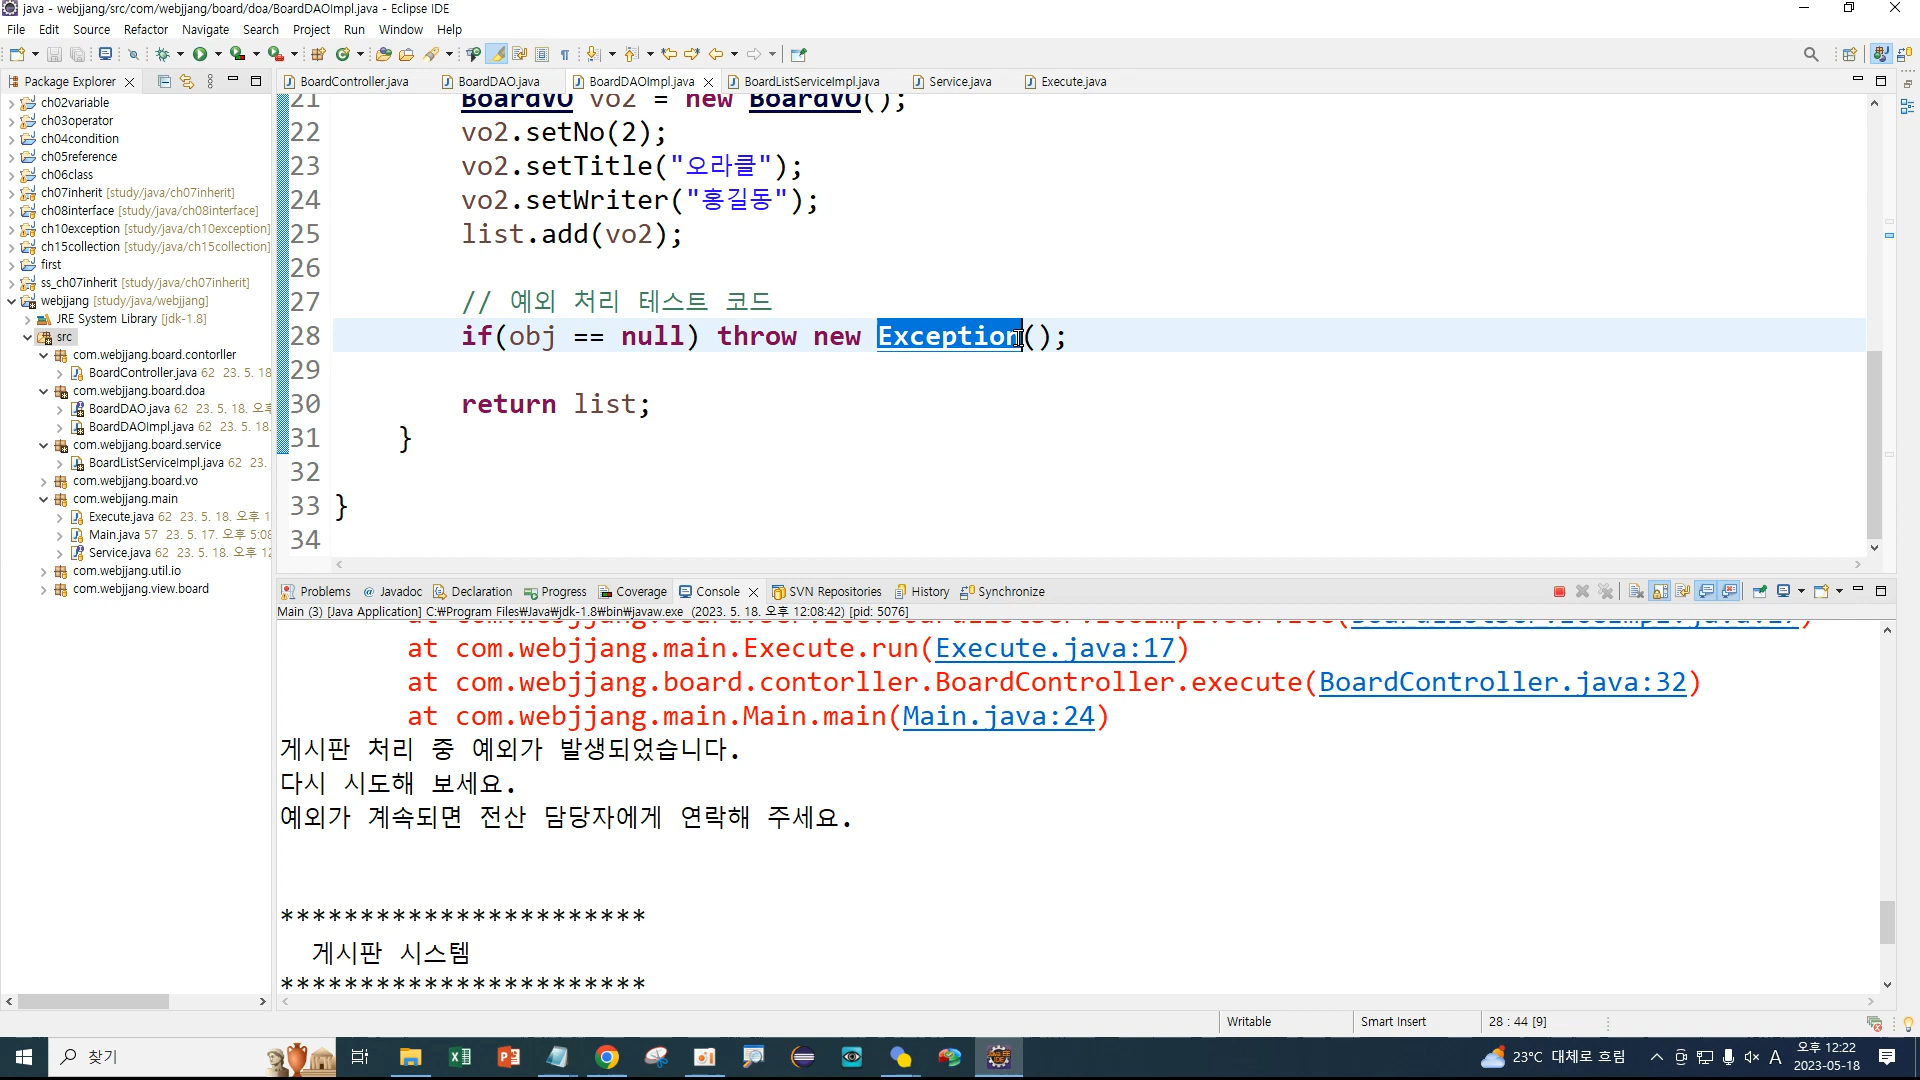 java - webjjang/src/com/webjjang/board/doa/BoardDAOImpl.java - Eclipse IDE
File Edit Source Refactor Navigate Search Project Run Window Help
Package Explorer
BoardController.java BoardDAO.java BoardDAOImpl.java BoardListServiceImpl.java Service.java Execute.java
ch02variable
ch03operator
ch04condition
ch05reference
ch06class
ch07inherit [study/java/ch07inherit]
ch08interface [study/java/ch08interface]
ch10exception [study/java/ch10exception]
ch15collection [study/java/ch15collection]
first
ss_ch07inherit [study/java/ch07inherit]
webjjang [study/java/webjjang]
JRE System Library [jdk-1.8]
src
com.webjjang.board.contorller
BoardController.java 62 23. 5. 18
com.webjjang.board.doa
BoardDAO.java 62 23. 5. 18. 오후
BoardDAOImpl.java 62 23. 5. 18.
com.webjjang.board.service
BoardListServiceImpl.java 62 23.
com.webjjang.board.vo
com.webjjang.main
Execute.java 62 23. 5. 18. 오후 1
Main.java 57 23. 5. 17. 오후 5:08
Service.java 62 23. 5. 18. 오후 12
com.webjjang.util.io
com.webjjang.view.board
21 BoardVO vo2 = new BoardVO();
22 vo2.setNo(2);
23 vo2.setTitle("오라클");
24 vo2.setWriter("홍길동");
25 list.add(vo2);
26
27 // 예외 처리 테스트 코드
28 if(obj == null) throw new Exception();
29
30 return list;
31 }
32
33 }
34
Problems Javadoc Declaration Progress Coverage Console SVN Repositories History Synchronize
Main (3) [Java Application] C:₩Program Files₩Java₩jdk-1.8₩bin₩javaw.exe (2023. 5. 18. 오후 12:08:42) [pid: 5076]
at com.webjjang.board.service.BoardListServiceImpl.service(BoardListServiceImpl.java:17)
at com.webjjang.main.Execute.run(Execute.java:17)
at com.webjjang.board.contorller.BoardController.execute(BoardController.java:32)
at com.webjjang.main.Main.main(Main.java:24)
게시판 처리 중 예외가 발생되었습니다.
다시 시도해 보세요.
예외가 계속되면 전산 담당자에게 연락해 주세요.
***********************
게시판 시스템
***********************
Writable Smart Insert 28 : 44 [9]
찾기
23°C 대체로 흐림
A
오후 12:22
2023-05-18